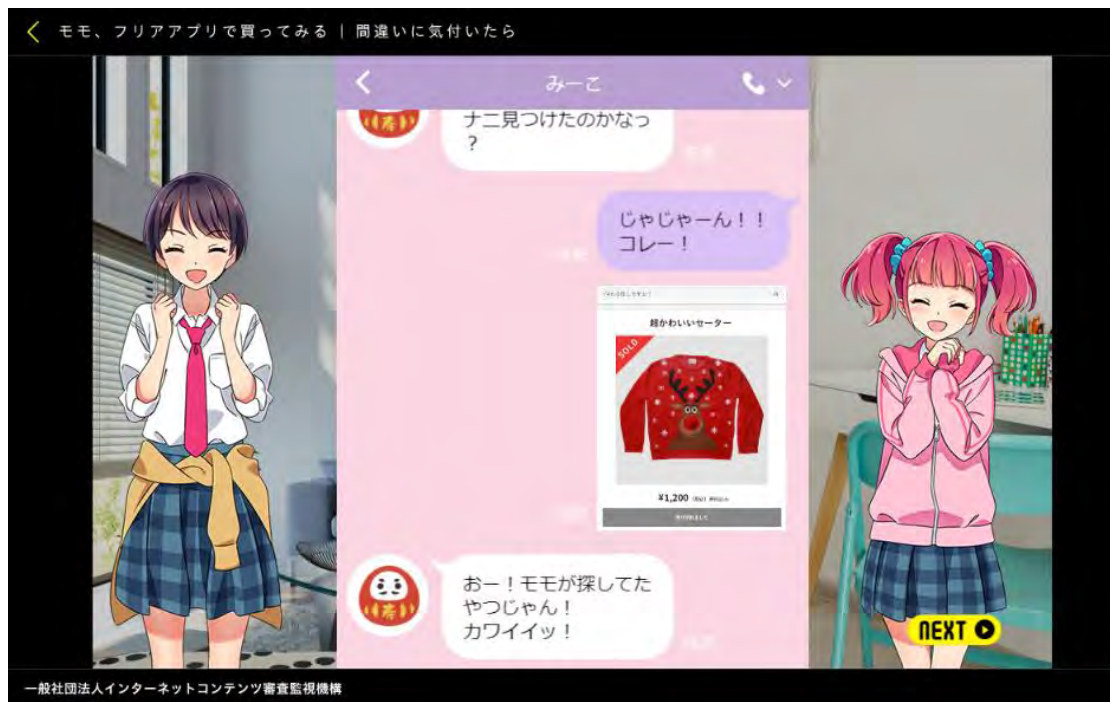 モモ、フリアアプリで買ってみる | 間違いに気付いたら
みーこ
ナニ見つけたのかなっ
?
じゃじゃーん!!
コレー!
超かわいいセーター
SOLD
¥1,200
おー!モモが探してた
やつじゃん!
カワイイッ!
NEXT
一般社団法人インターネットコンテンツ審査監視機構